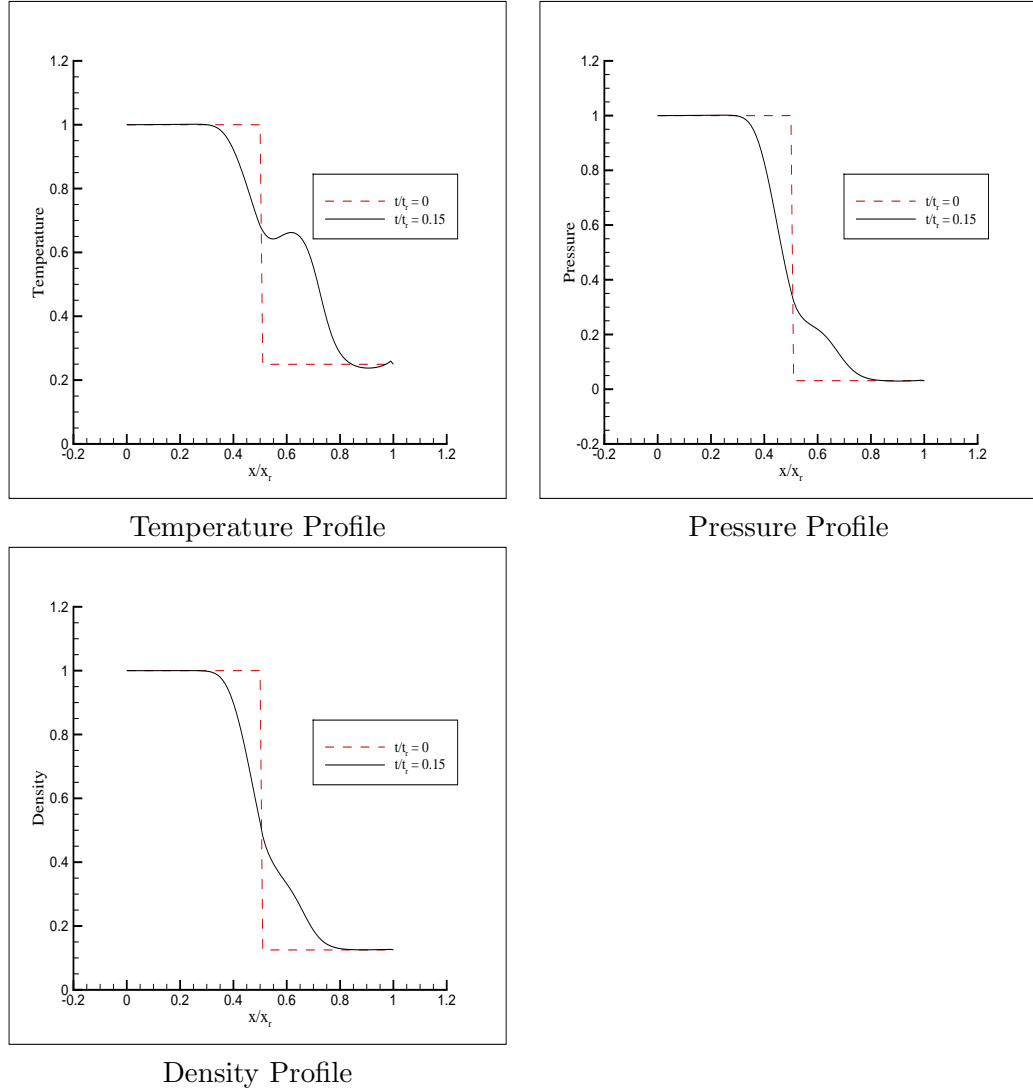 1.2
1
0.8
0.6
0.4
0.2
0
-0.2 0 0.2 0.4 0.6 0.8 1 1.2
x/x_r
Temperature
t/t_r = 0
t/t_r = 0.15
Temperature Profile
1.2
1
0.8
0.6
0.4
0.2
0
-0.2
-0.2 0 0.2 0.4 0.6 0.8 1 1.2
x/x_r
Pressure
t/t_r = 0
t/t_r = 0.15
Pressure Profile
1.2
1
0.8
0.6
0.4
0.2
0
-0.2 0 0.2 0.4 0.6 0.8 1 1.2
x/x_r
Density
t/t_r = 0
t/t_r = 0.15
Density Profile